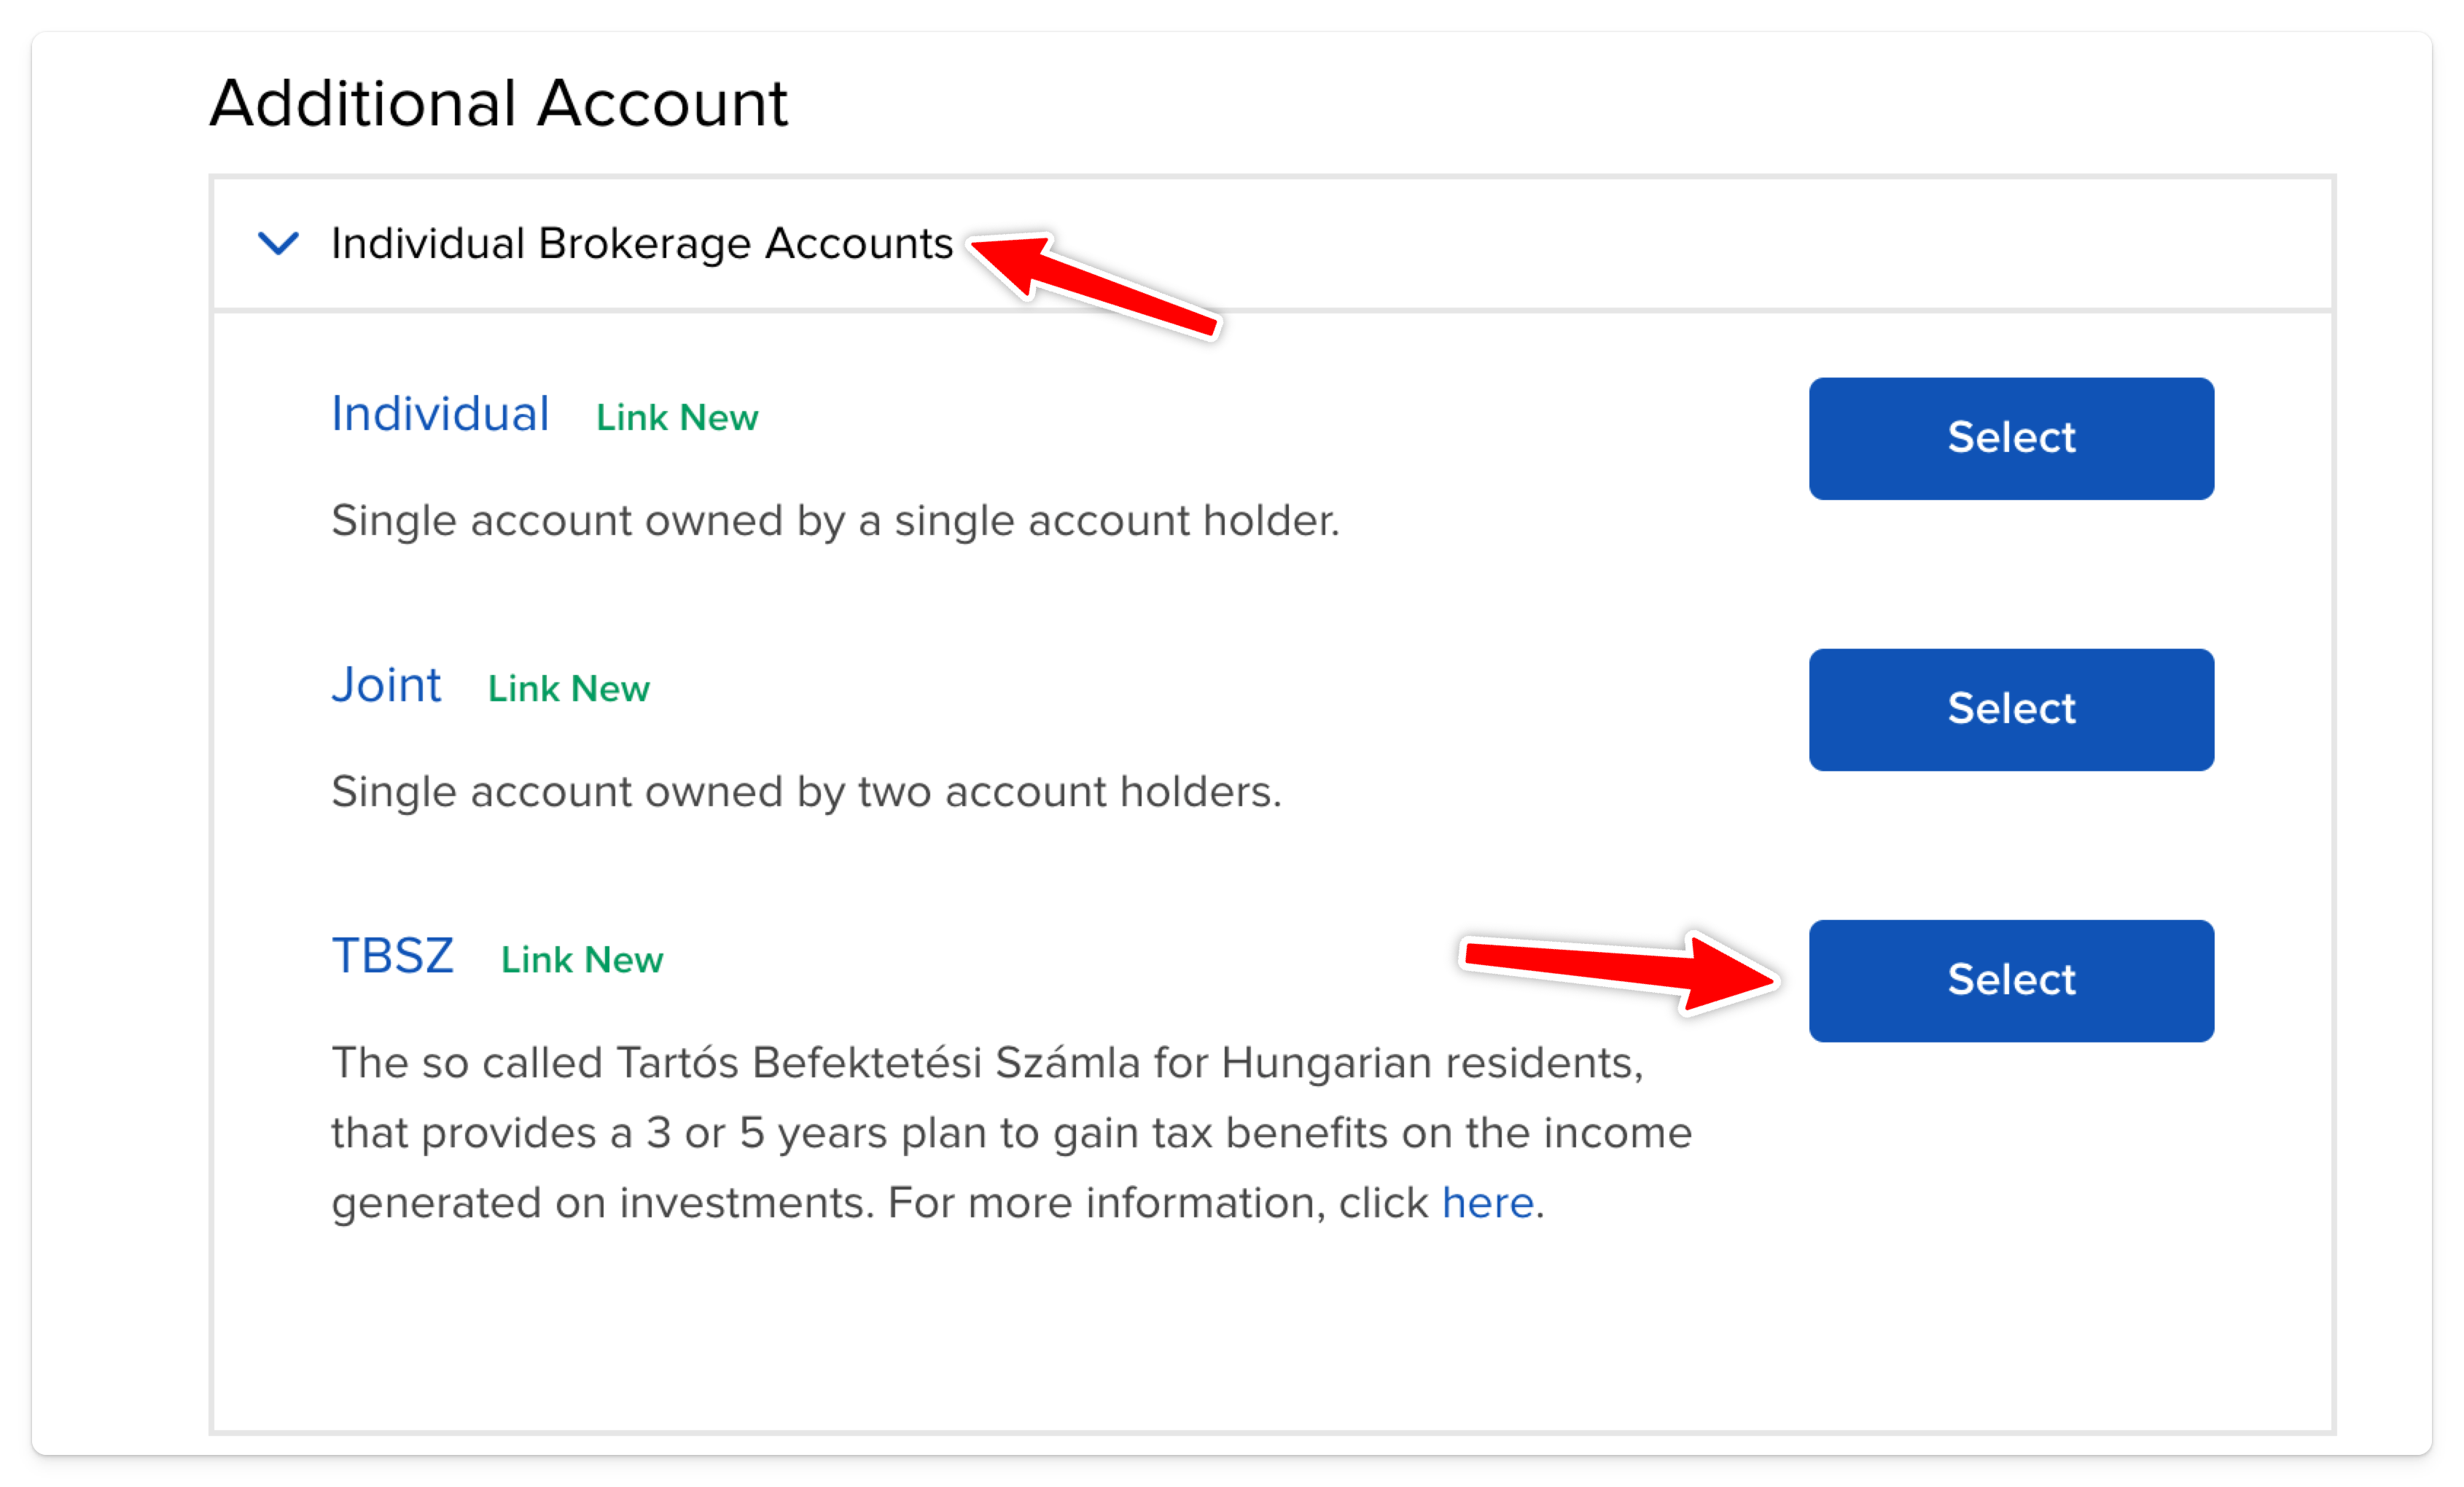 Additional Account
Individual Brokerage Accounts
Individual Link New
Select
Single account owned by a single account holder.
Joint Link New
Select
Single account owned by two account holders.
TBSZ Link New
Select
The so called Tartós Befektetési Számla for Hungarian residents,
that provides a 3 or 5 years plan to gain tax benefits on the income
generated on investments. For more information, click here.